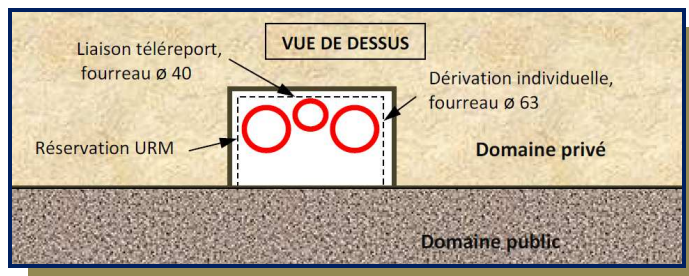 VUE DE DESSUS
Liaison téléreport,
fourreau ø 40
Dérivation individuelle,
fourreau ø 63
Réservation URM
Domaine privé
Domaine public